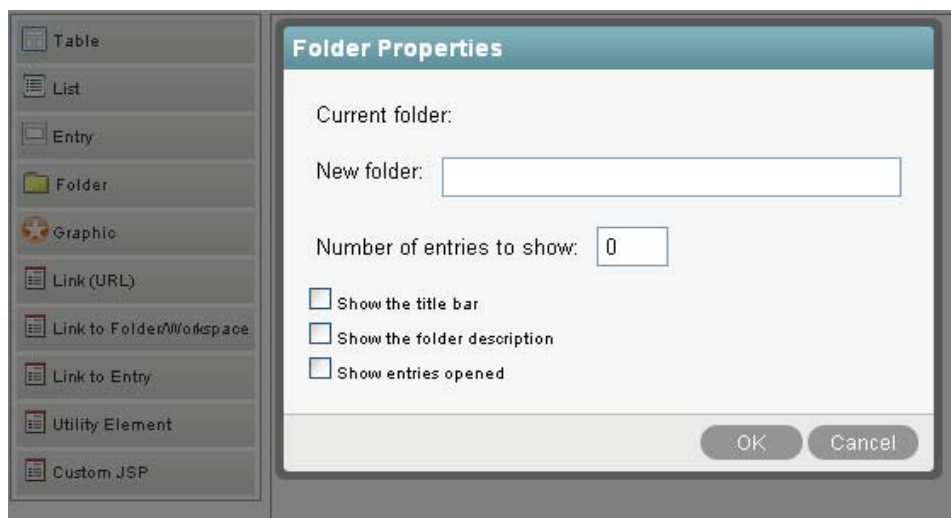 Table
List
Entry
Folder
Graphic
Link (URL)
Link to Folder/Workspace
Link to Entry
Utility Element
Custom JSP
Folder Properties
Current folder:
New folder:
Number of entries to show: 0
Show the title bar
Show the folder description
Show entries opened
OK Cancel